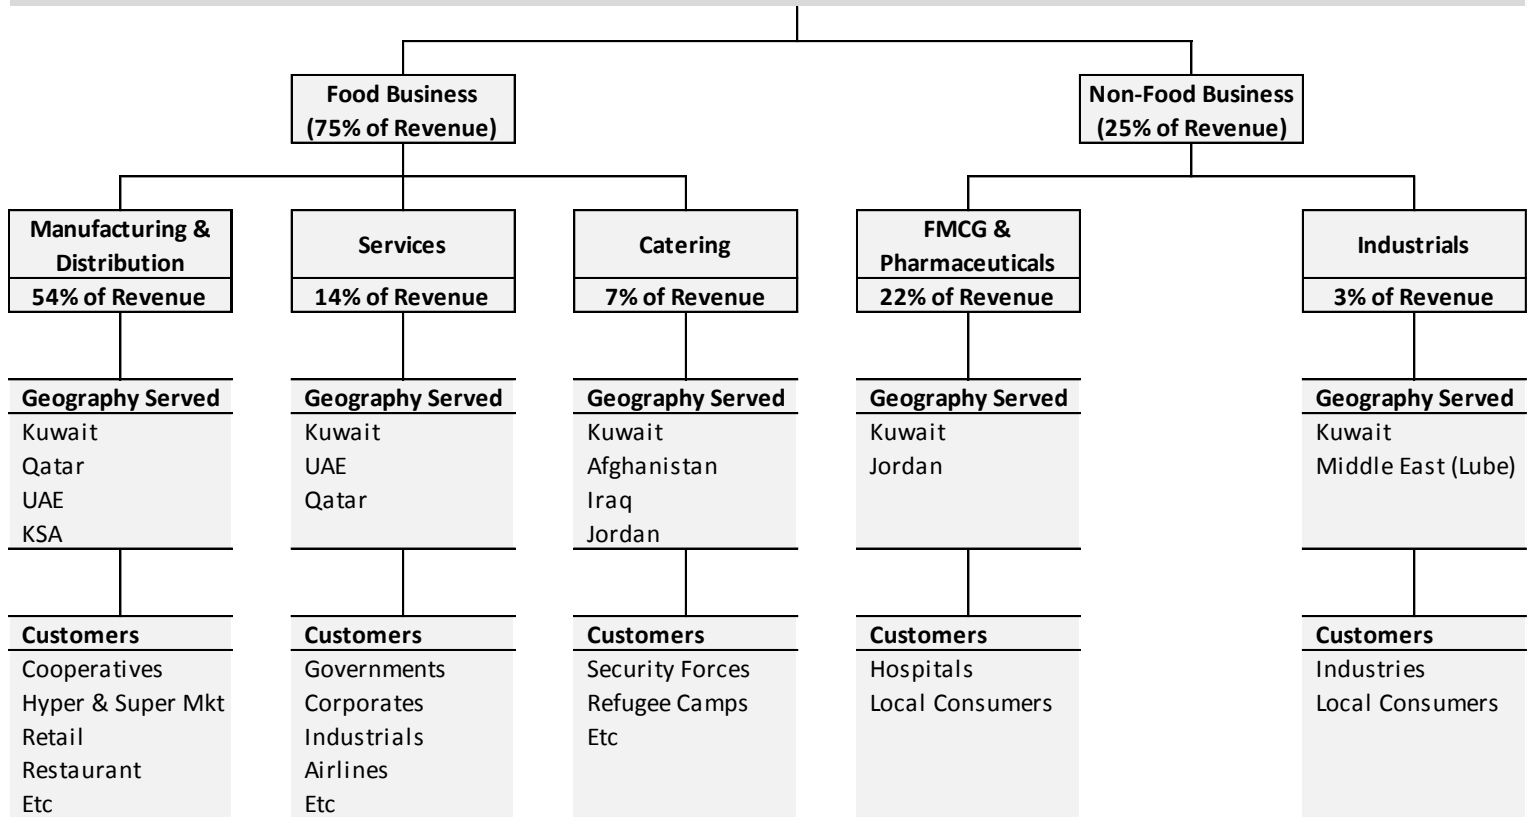 Food Business
(75% of Revenue)
Non-Food Business
(25% of Revenue)
Manufacturing &
Distribution
54% of Revenue
Services
14% of Revenue
Catering
7% of Revenue
FMCG &
Pharmaceuticals
22% of Revenue
Industrials
3% of Revenue
Geography Served
Kuwait
Qatar
UAE
KSA
Geography Served
Kuwait
UAE
Qatar
Geography Served
Kuwait
Afghanistan
Iraq
Jordan
Geography Served
Kuwait
Jordan
Geography Served
Kuwait
Middle East (Lube)
Customers
Cooperatives
Hyper & Super Mkt
Retail
Restaurant
Etc
Customers
Governments
Corporates
Industrials
Airlines
Etc
Customers
Security Forces
Refugee Camps
Etc
Customers
Hospitals
Local Consumers
Customers
Industries
Local Consumers